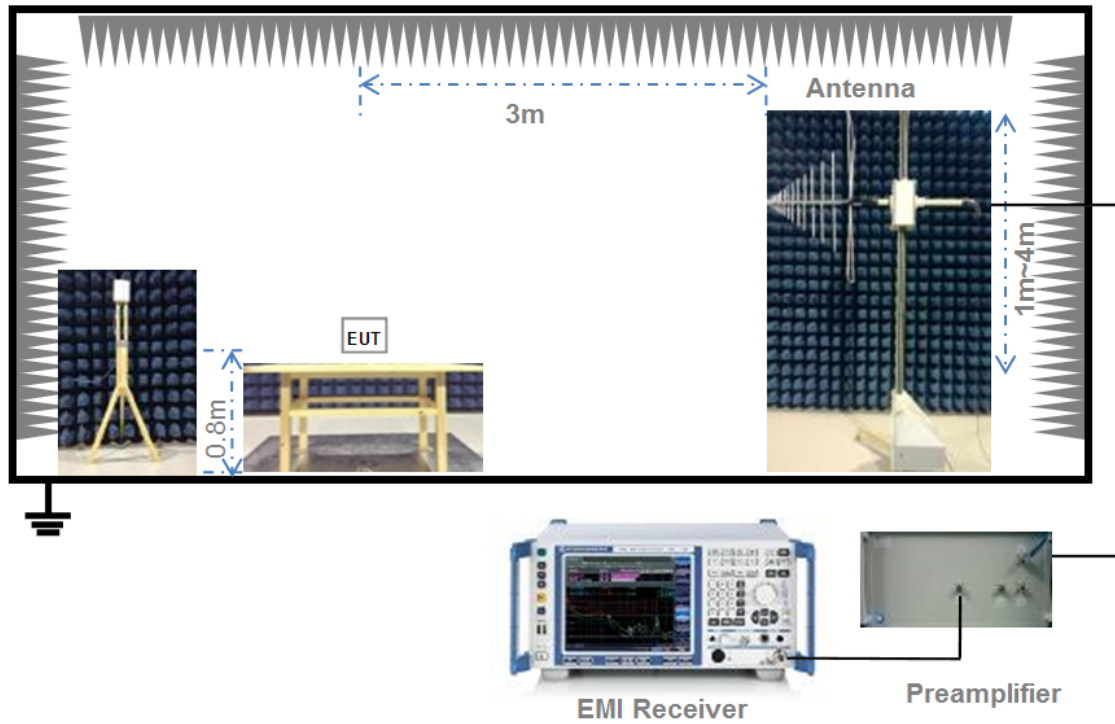 Antenna
3m
1m~4m
EUT
0.8m
EMI Receiver
Preamplifier